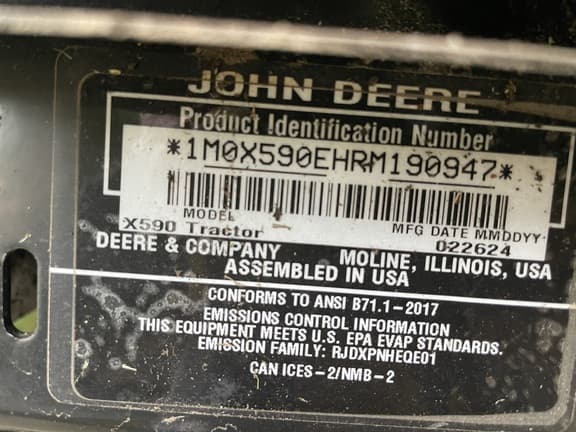 JOHN DEERE
Product Identification Number
*1M0X590EHRM190947*
MODEL
X590 Tractor
MFG DATE MMDDYY
022624
DEERE & COMPANY MOLINE, ILLINOIS, USA
ASSEMBLED IN USA
CONFORMS TO ANSI B71.1-2017
EMISSIONS CONTROL INFORMATION
THIS EQUIPMENT MEETS U.S. EPA EVAP STANDARDS.
EMISSION FAMILY: RJDXPNHEQE01
CAN ICES-2/NMB-2